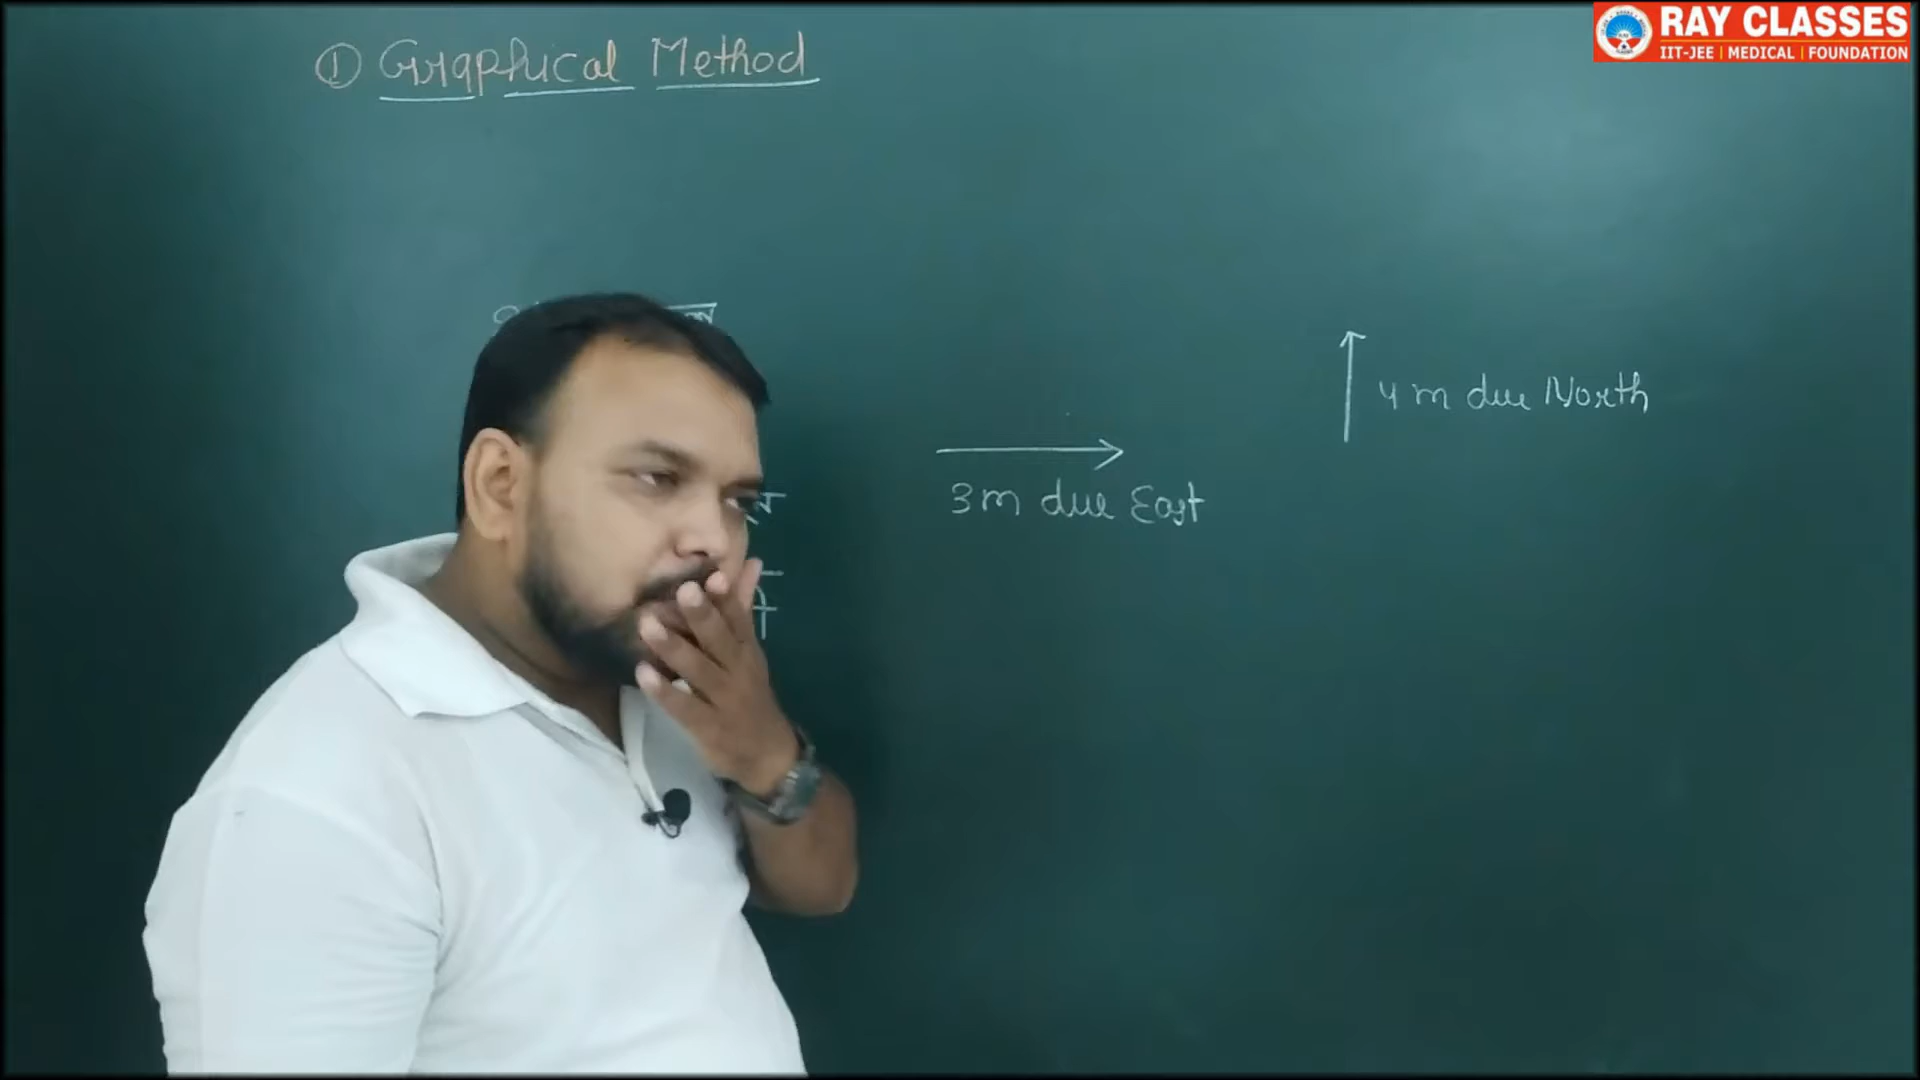 RAY CLASSES
IIT-JEE | MEDICAL | FOUNDATION
① Graphical Method
4 m due North
3 m due East